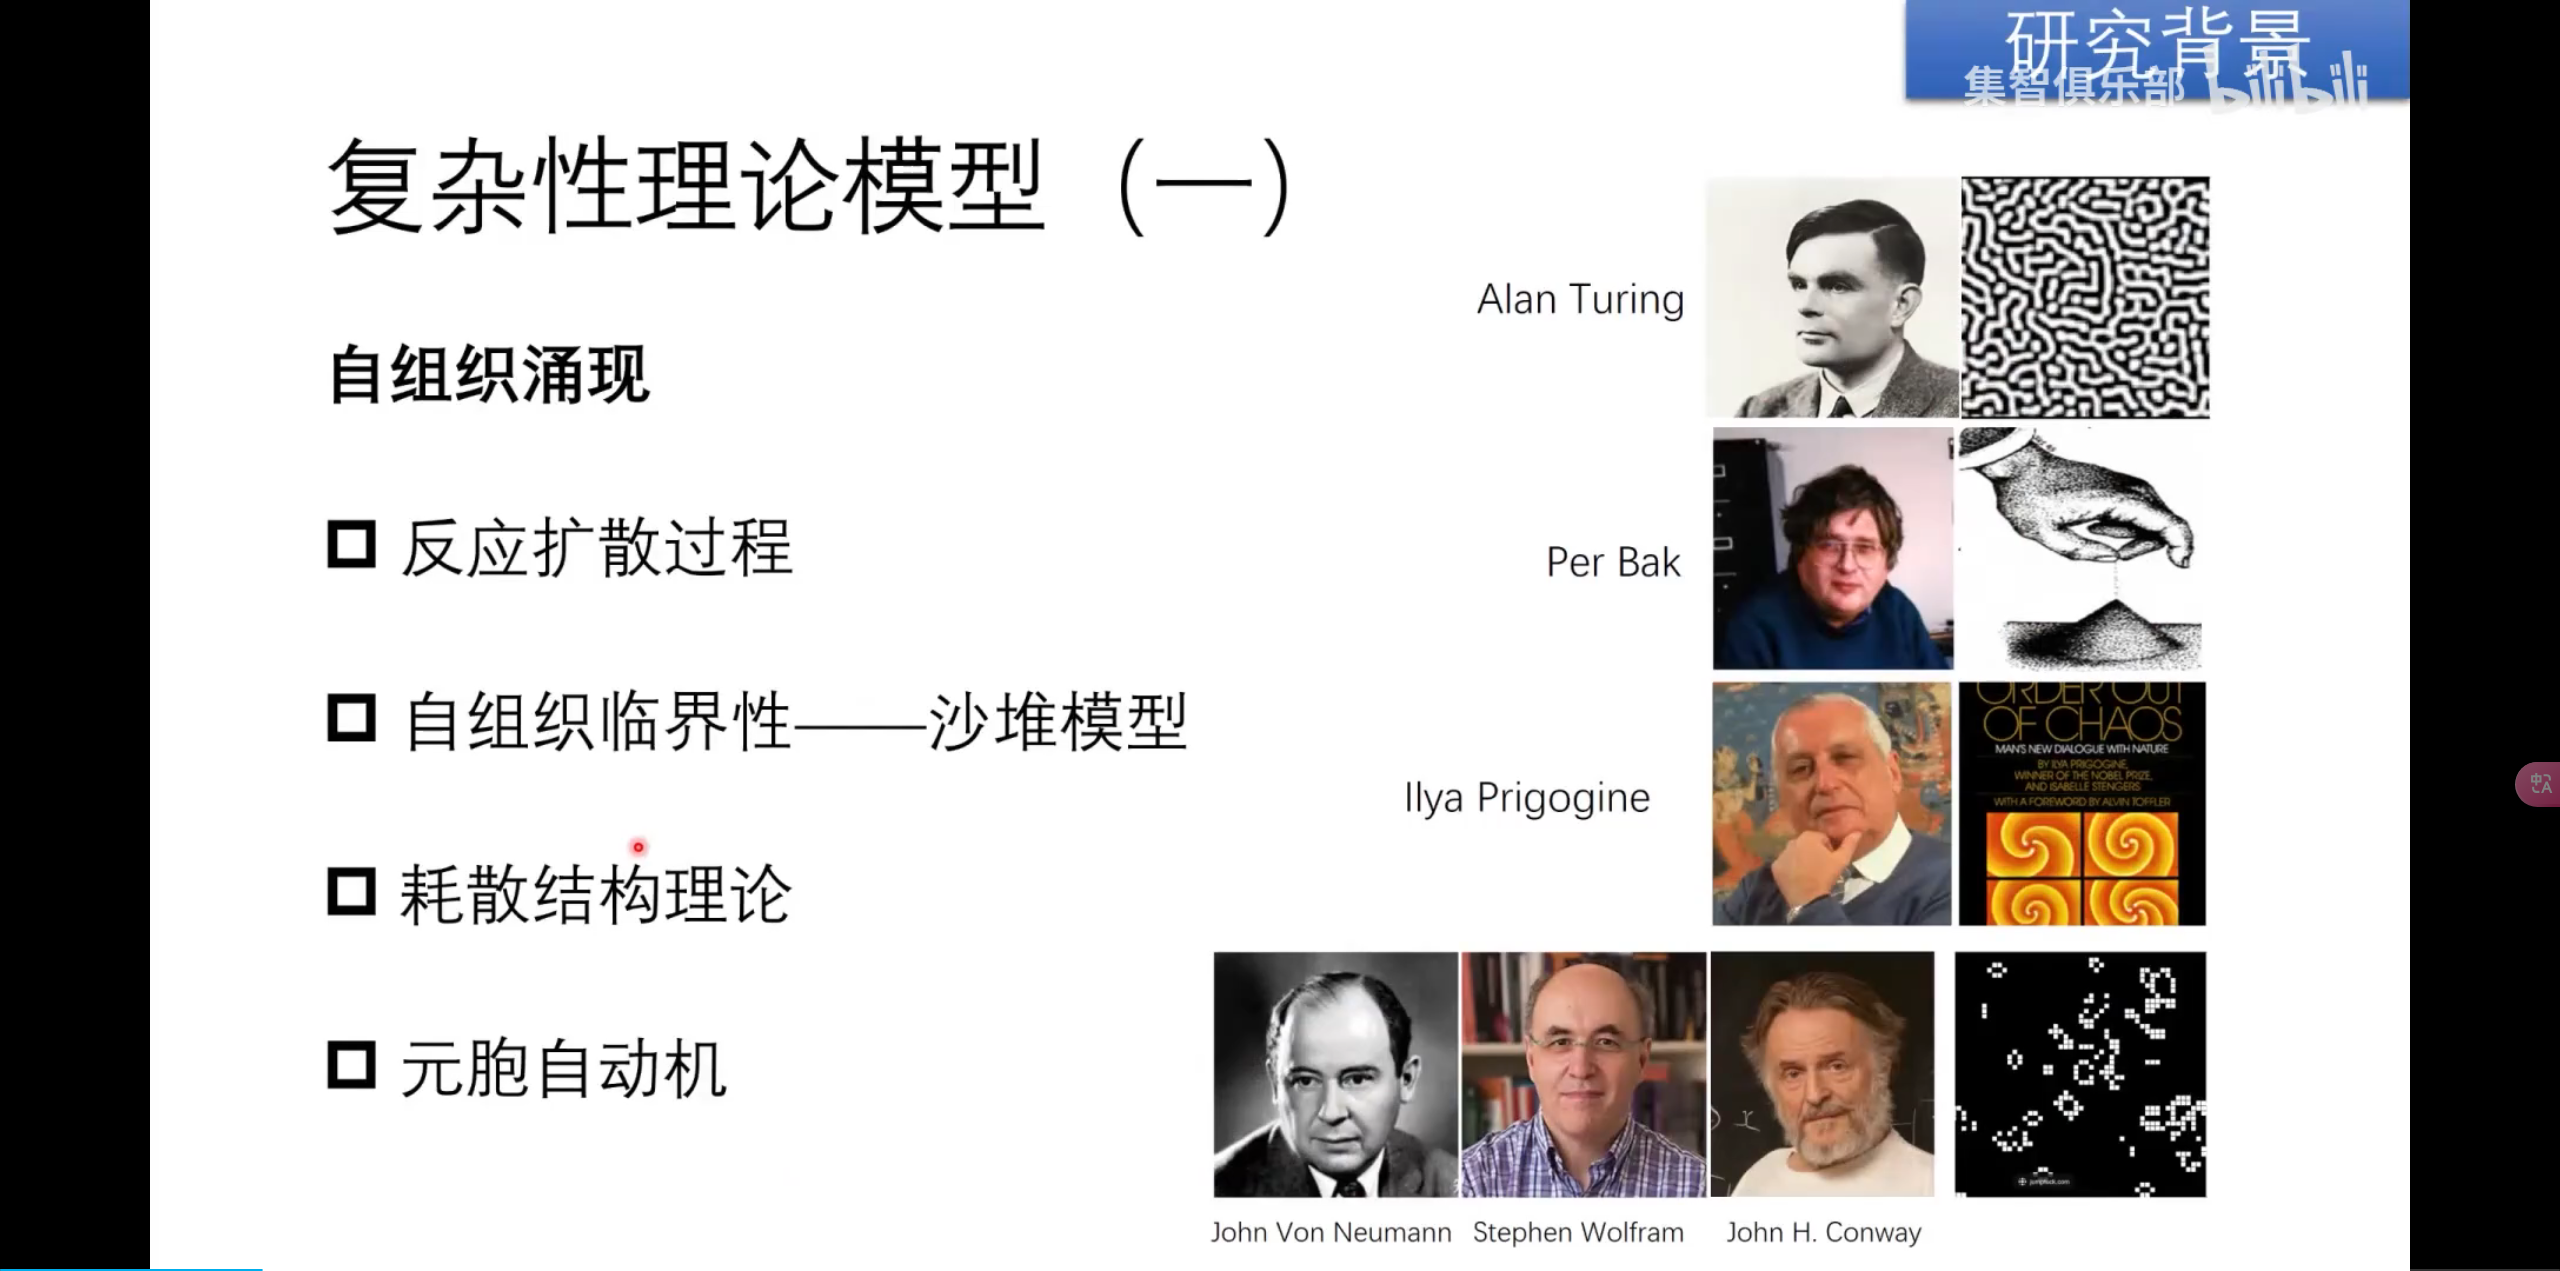 研究背景
集智俱乐部 bilibili
复杂性理论模型（一）
自组织涌现
反应扩散过程
自组织临界性——沙堆模型
耗散结构理论
元胞自动机
Alan Turing
Per Bak
Ilya Prigogine
ORDER OUT
OF CHAOS
MAN'S NEW DIALOGUE WITH NATURE
BY ILYA PRIGOGINE,
WINNER OF THE NOBEL PRIZE,
AND ISABELLE STENGERS
WITH A FOREWORD BY ALVIN TOFFLER
John Von Neumann
Stephen Wolfram
John H. Conway
中A